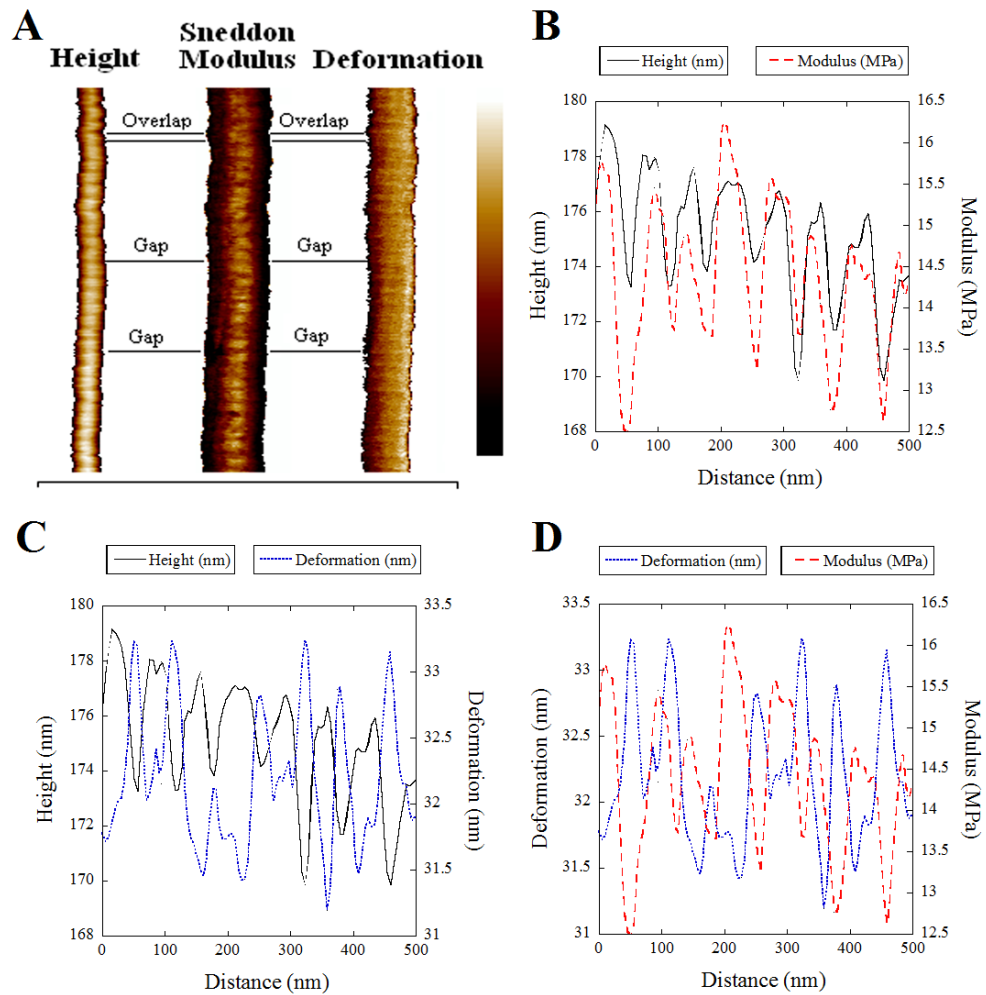 A
Height
Sneddon
Modulus
Deformation
Overlap
Overlap
Gap
Gap
Gap
Gap
B
Height (nm)
Modulus (MPa)
180
178
176
174
172
170
168
Height (nm)
16.5
16
15.5
15
14.5
14
13.5
13
12.5
Modulus (MPa)
0 100 200 300 400 500
Distance (nm)
C
Height (nm)
Deformation (nm)
180
178
176
174
172
170
168
Height (nm)
33.5
33
32.5
32
31.5
31
Deformation (nm)
0 100 200 300 400 500
Distance (nm)
D
Deformation (nm)
Modulus (MPa)
33.5
33
32.5
32
31.5
31
Deformation (nm)
16.5
16
15.5
15
14.5
14
13.5
13
12.5
Modulus (MPa)
0 100 200 300 400 500
Distance (nm)